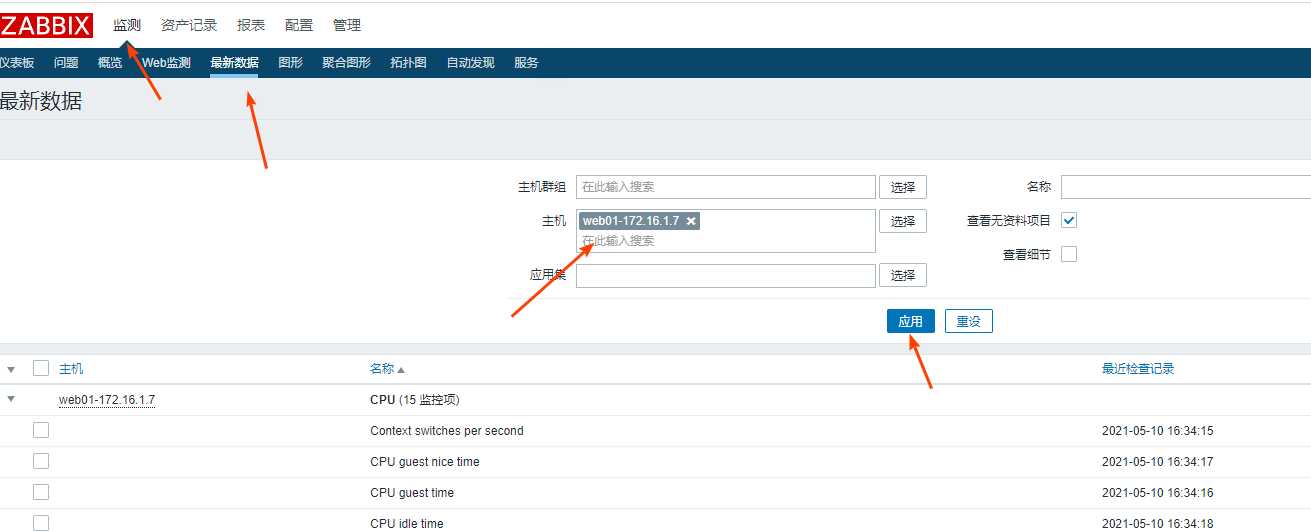 ZABBIX 监测 资产记录 报表 配置 管理
仪表板 问题 概览 Web监测 最新数据 图形 聚合图形 拓扑图 自动发现 服务
最新数据
主机群组 在此输入搜索 选择 名称
主机 web01-172.16.1.7 ✖ 选择 查看无资料项目
在此输入搜索
查看细节
应用集 选择
应用 重设
主机 名称 最近检查记录
web01-172.16.1.7 CPU (15 监控项)
Context switches per second 2021-05-10 16:34:15
CPU guest nice time 2021-05-10 16:34:17
CPU guest time 2021-05-10 16:34:16
CPU idle time 2021-05-10 16:34:18